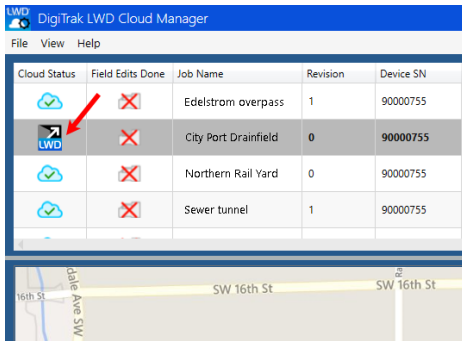 LWD DigiTrak LWD Cloud Manager
File View Help
Cloud Status Field Edits Done Job Name Revision Device SN
Edelstrom overpass 1 90000755
LWD City Port Drainfield 0 90000755
Northern Rail Yard 0 90000755
Sewer tunnel 1 90000755
16th St
dale Ave SW
SW 16th St
Ra
SW 16th St